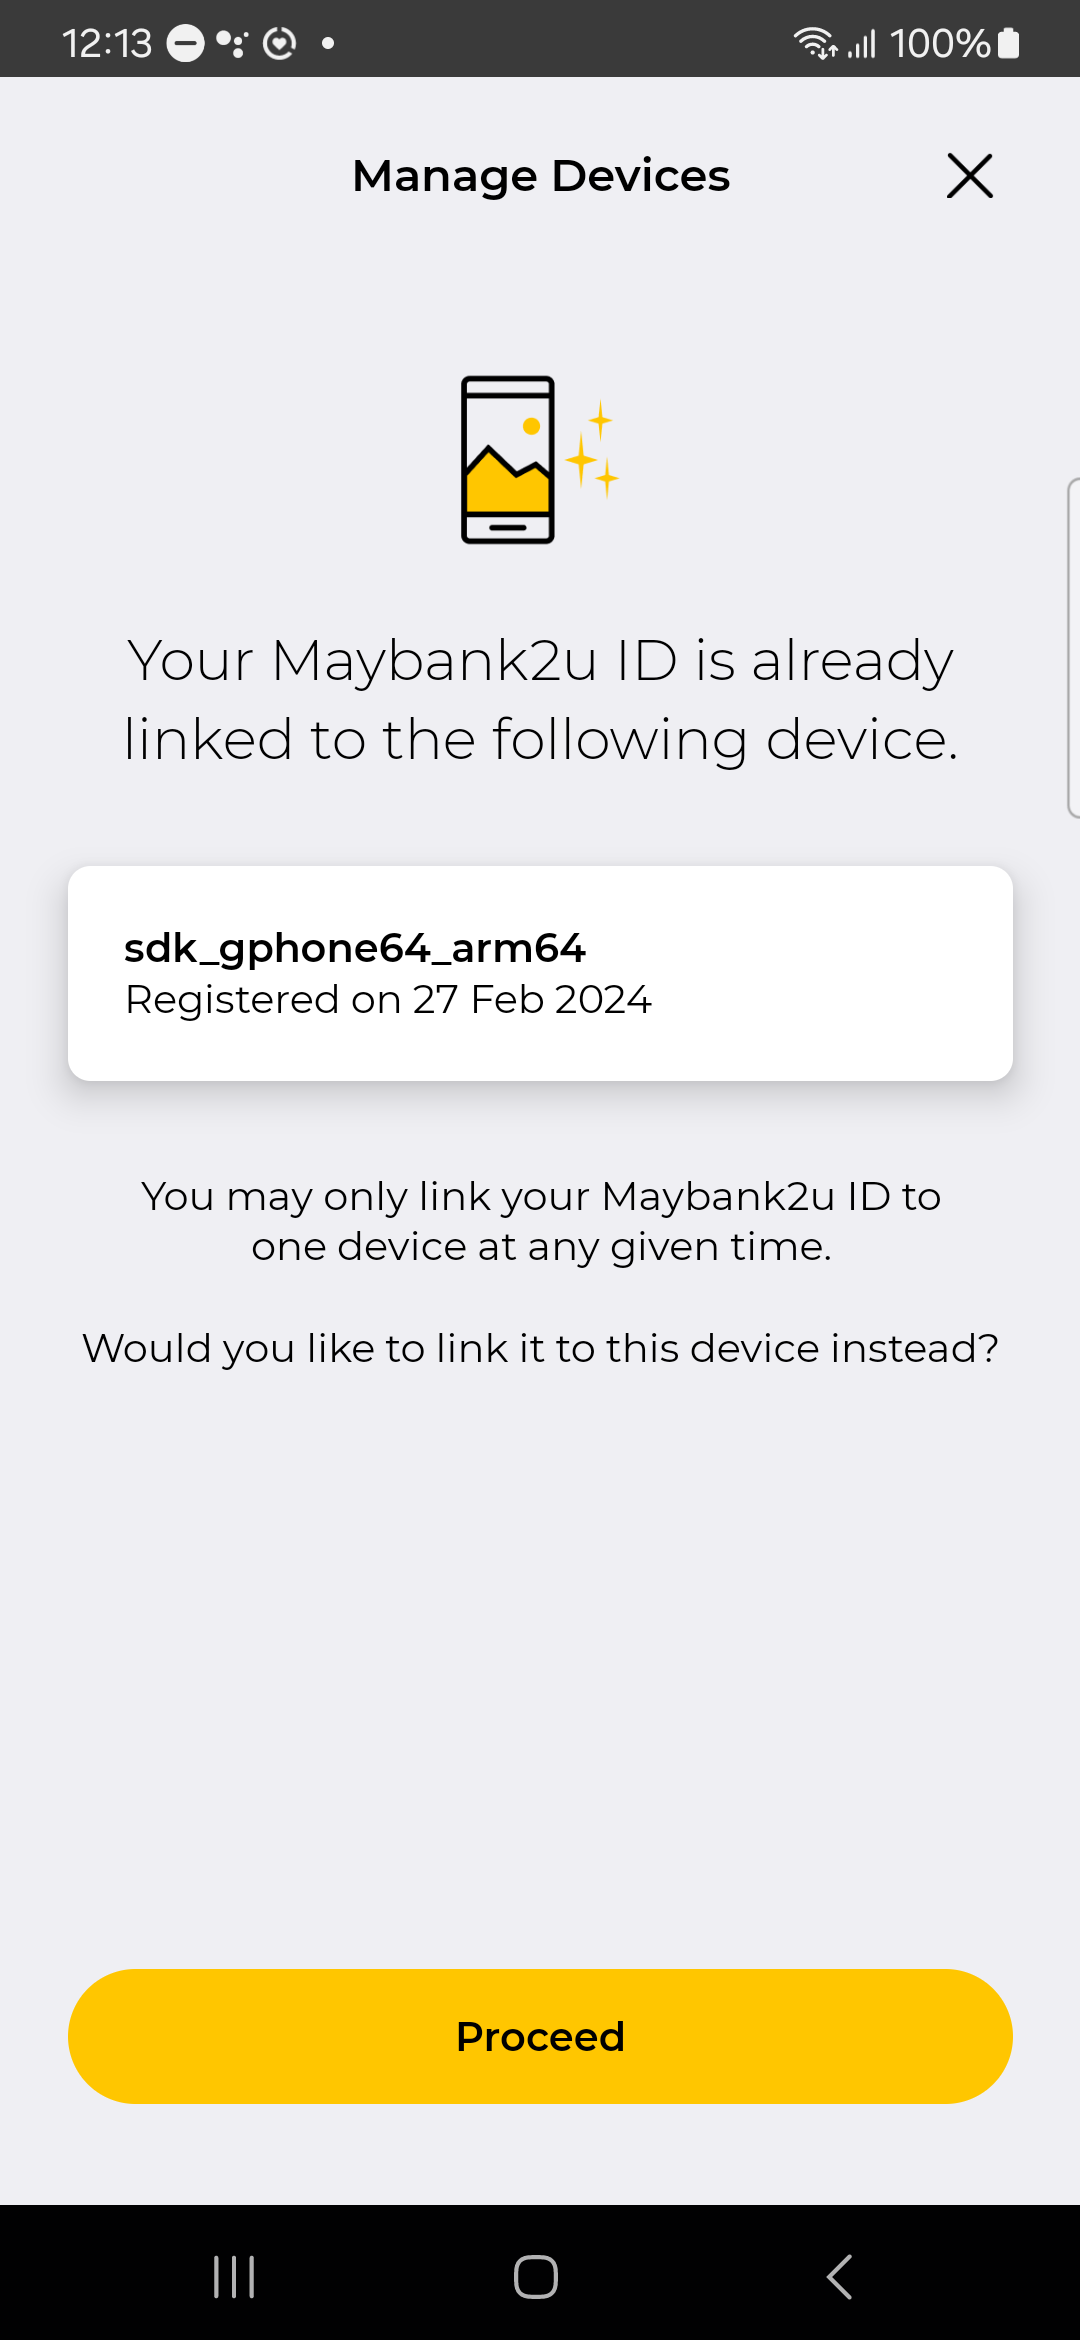 12:13
100%
Manage Devices
Your Maybank2u ID is already
linked to the following device.
sdk_gphone64_arm64
Registered on 27 Feb 2024
You may only link your Maybank2u ID to
one device at any given time.
Would you like to link it to this device instead?
Proceed